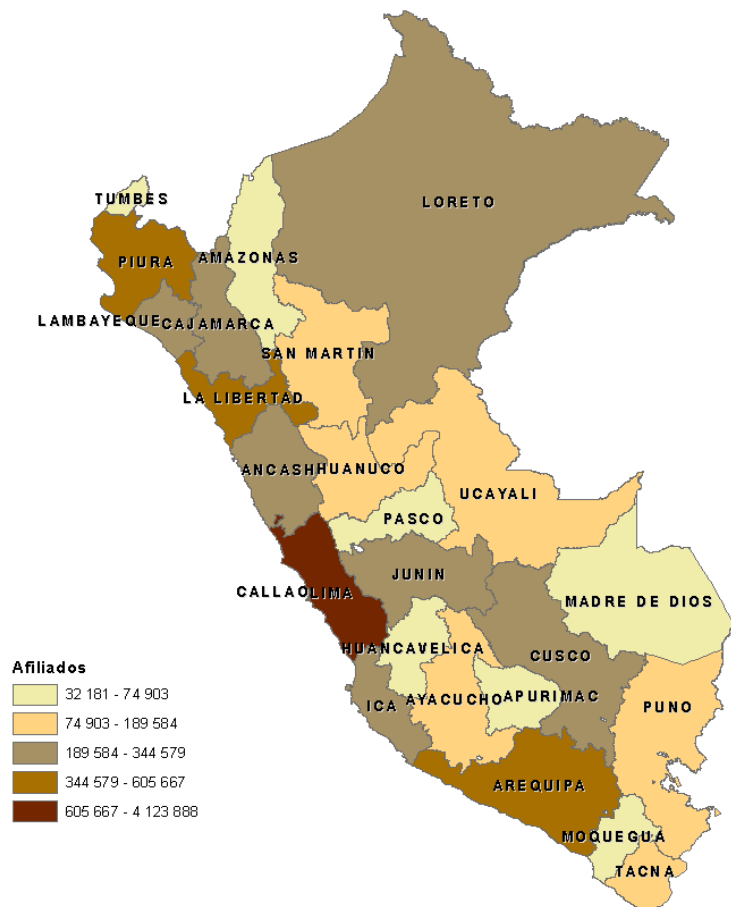 LORETO
TUMBES
PIURA
AMAZONAS
LAMBAYEQUE
CAJAMARCA
SAN MARTIN
LA LIBERTAD
ANCASH
HUANUCO
UCAYALI
PASCO
JUNIN
CALLAO
LIMA
MADRE DE DIOS
HUANCAVELICA
CUSCO
ICA
AYACUCHO
APURIMAC
PUNO
AREQUIPA
MOQUEGUA
TACNA
Afiliados
32 181 - 74 903
74 903 - 189 584
189 584 - 344 579
344 579 - 605 667
605 667 - 4 123 888